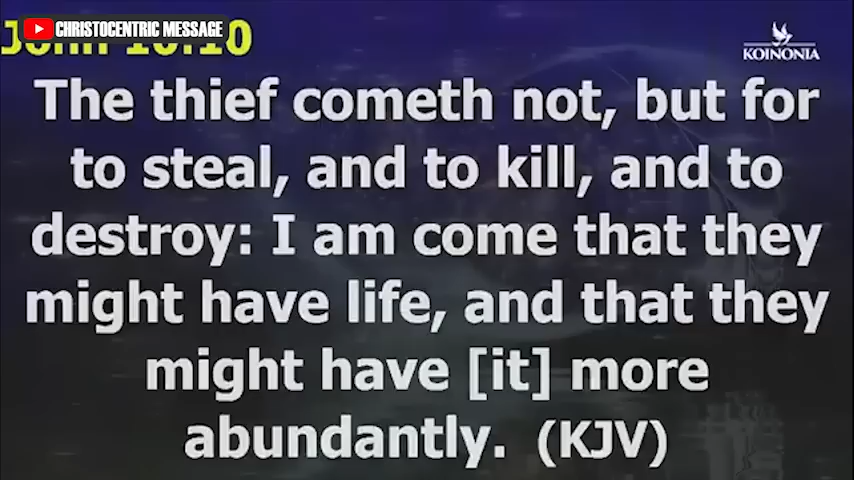 CHRISTOCENTRIC MESSAGE
John 10:10
KOINONIA
The thief cometh not, but for
to steal, and to kill, and to
destroy: I am come that they
might have life, and that they
might have [it] more
abundantly. (KJV)